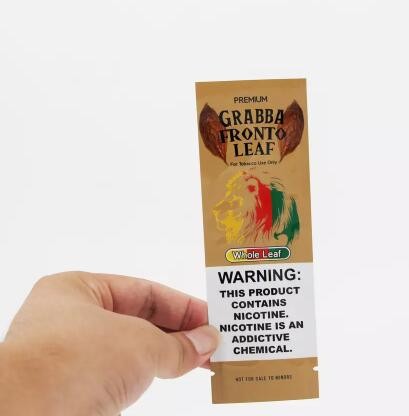 PREMIUM
GRABBA
FRONTO
LEAF
For Tobacco Use Only
Whole Leaf
WARNING:
THIS PRODUCT
CONTAINS
NICOTINE.
NICOTINE IS AN
ADDICTIVE
CHEMICAL.
NOT FOR SALE TO MINORS